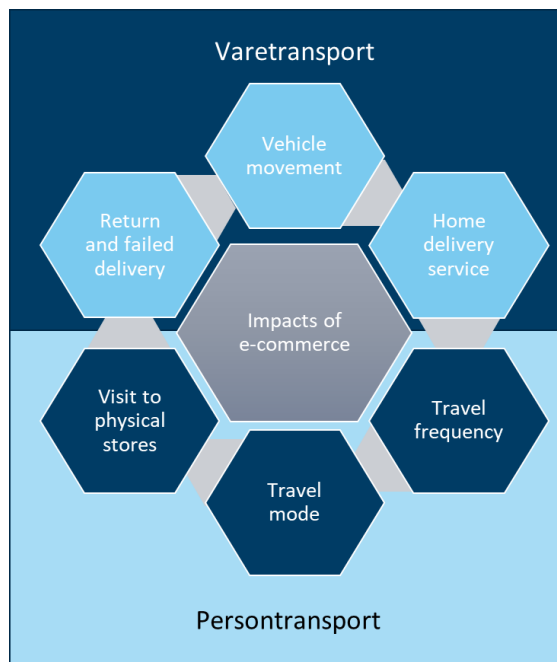 Varetransport
Vehicle
movement
Return
and failed
delivery
Home
delivery
service
Impacts of
e-commerce
Visit to
physical
stores
Travel
frequency
Travel
mode
Persontransport